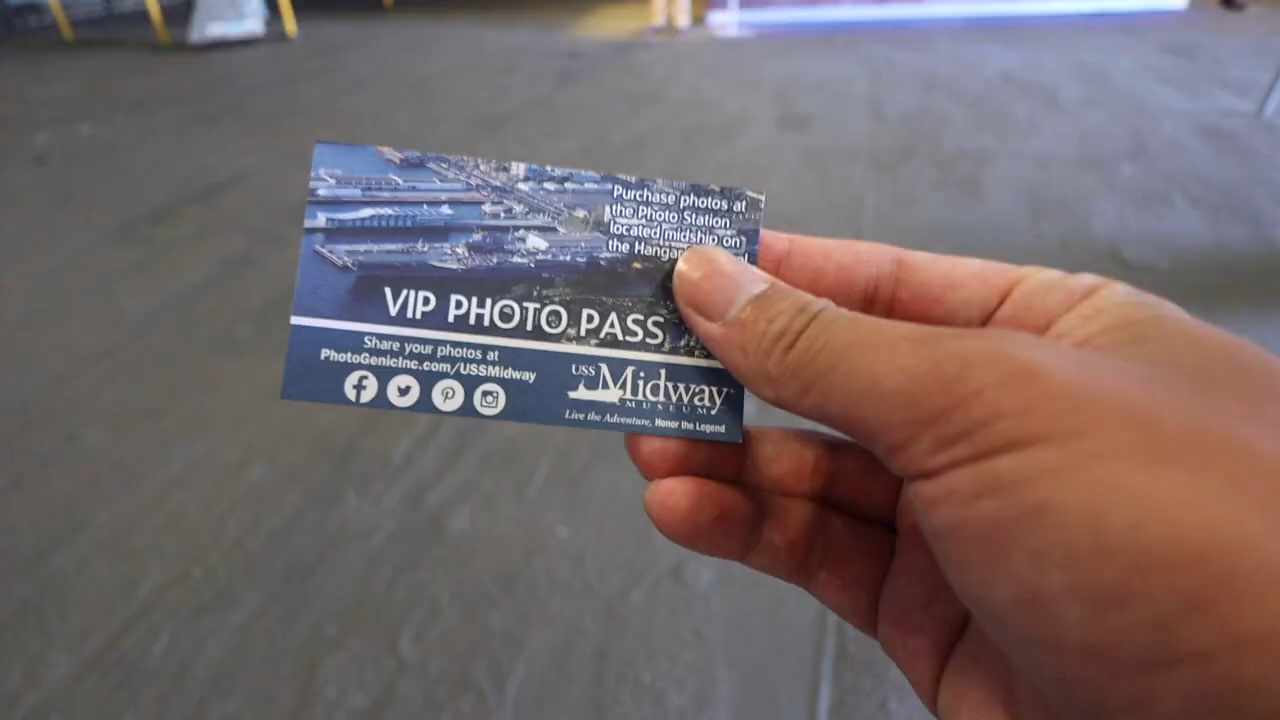 Purchase photos at
the Photo Station
located midship on
the Hangar
VIP PHOTO PASS
Share your photos at
PhotoGenicInc.com/USSMidway
USS Midway
MUSEUM
Live the Adventure, Honor the Legend